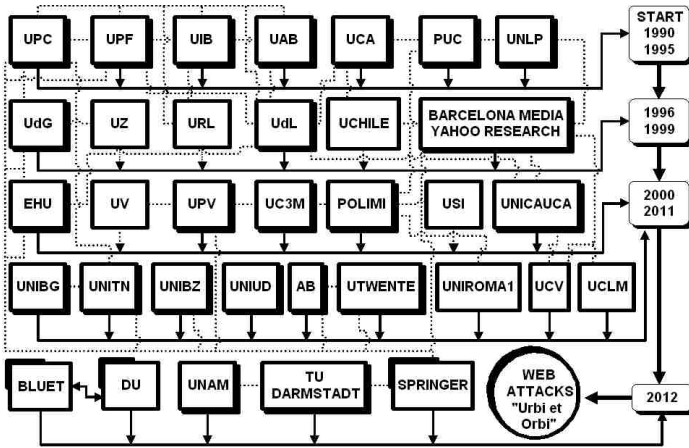 UPC UPF UIB UAB UCA PUC UNLP
START
1990
1995
UdG UZ URL UdL UCHILE
BARCELONA MEDIA
YAHOO RESEARCH
1996
1999
EHU UV UPV UC3M POLIMI USI UNICAUCA
2000
2011
UNIBG UNITN UNIBZ UNIUD AB UTWENTE UNIROMA1 UCV UCLM
BLUET DU UNAM
TU
DARMSTADT
SPRINGER
WEB
ATTACKS
"Urbi et
Orbi"
2012